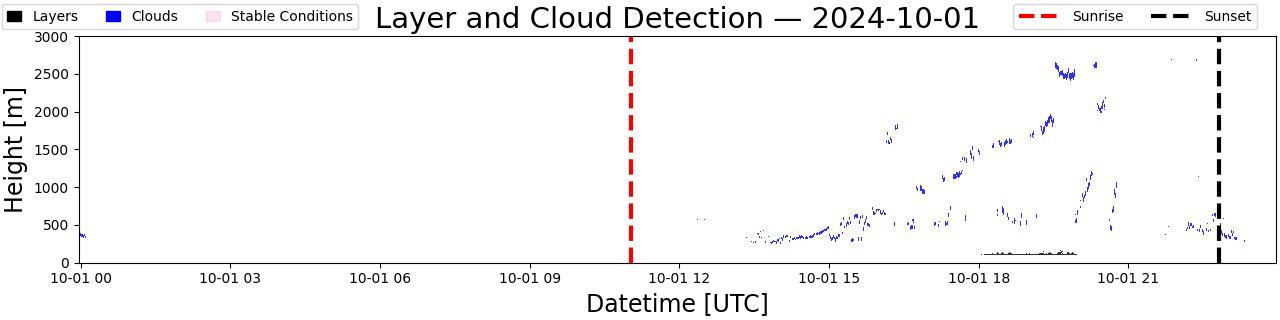 Layers
Clouds
Stable Conditions
Layer and Cloud Detection — 2024-10-01
Sunrise
Sunset
3000
2500
2000
1500
1000
500
0
Height [m]
10-01 00
10-01 03
10-01 06
10-01 09
10-01 12
10-01 15
10-01 18
10-01 21
Datetime [UTC]